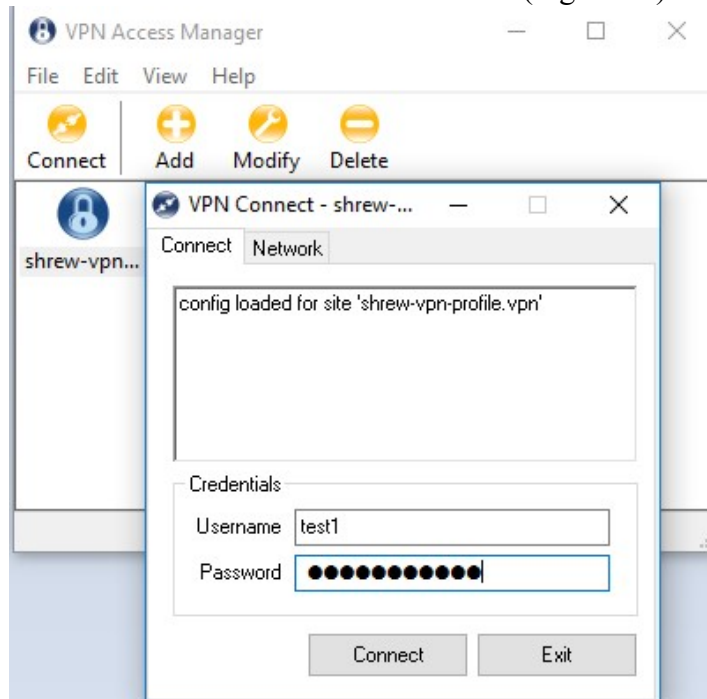 VPN Access Manager
File Edit View Help
Connect Add Modify Delete
shrew-vpn...
VPN Connect - shrew-...
Connect Network
config loaded for site 'shrew-vpn-profile.vpn'
Credentials
Username test1
Password ●●●●●●●●●●●
Connect Exit